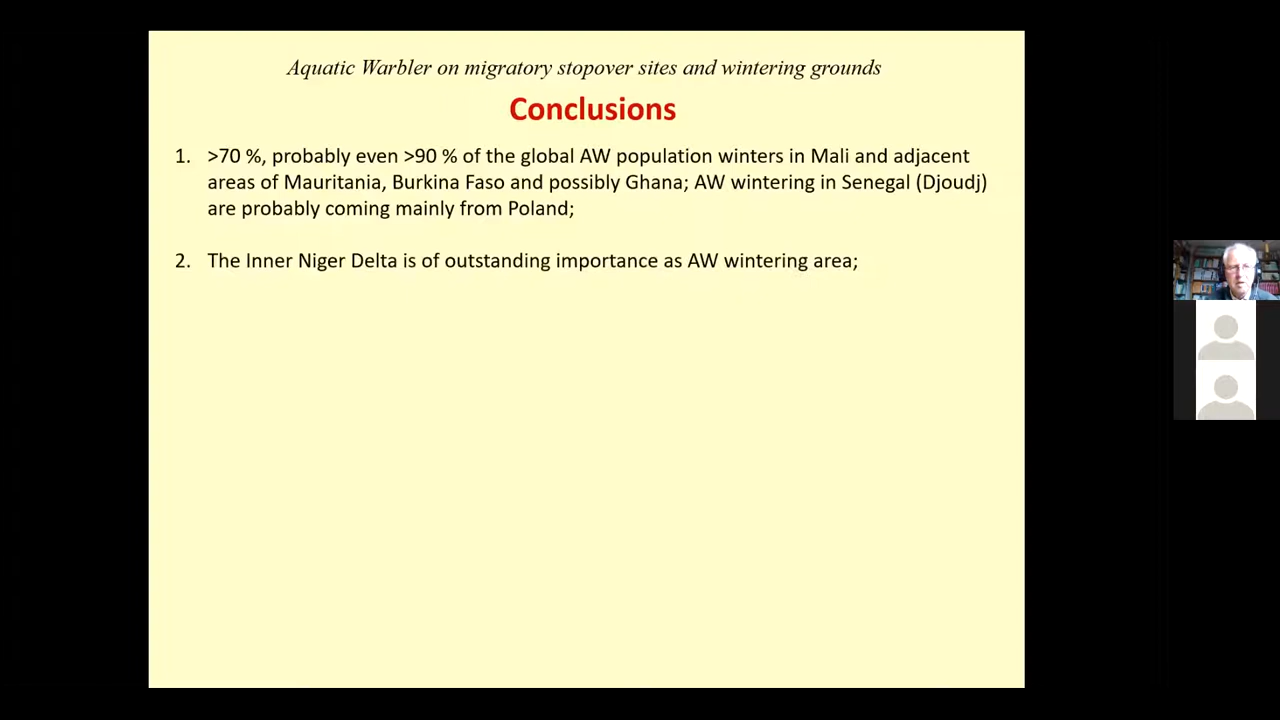 Aquatic Warbler on migratory stopover sites and wintering grounds
Conclusions
1. >70 %, probably even >90 % of the global AW population winters in Mali and adjacent
areas of Mauritania, Burkina Faso and possibly Ghana; AW wintering in Senegal (Djoudj)
are probably coming mainly from Poland;
2. The Inner Niger Delta is of outstanding importance as AW wintering area;